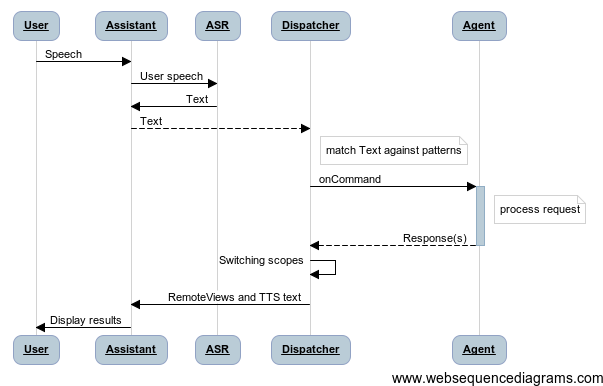 User Assistant ASR Dispatcher Agent
Speech
User speech
Text
Text
match Text against patterns
onCommand
process request
Response(s)
Switching scopes
RemoteViews and TTS text
Display results
User Assistant ASR Dispatcher Agent
www.websequencediagrams.com